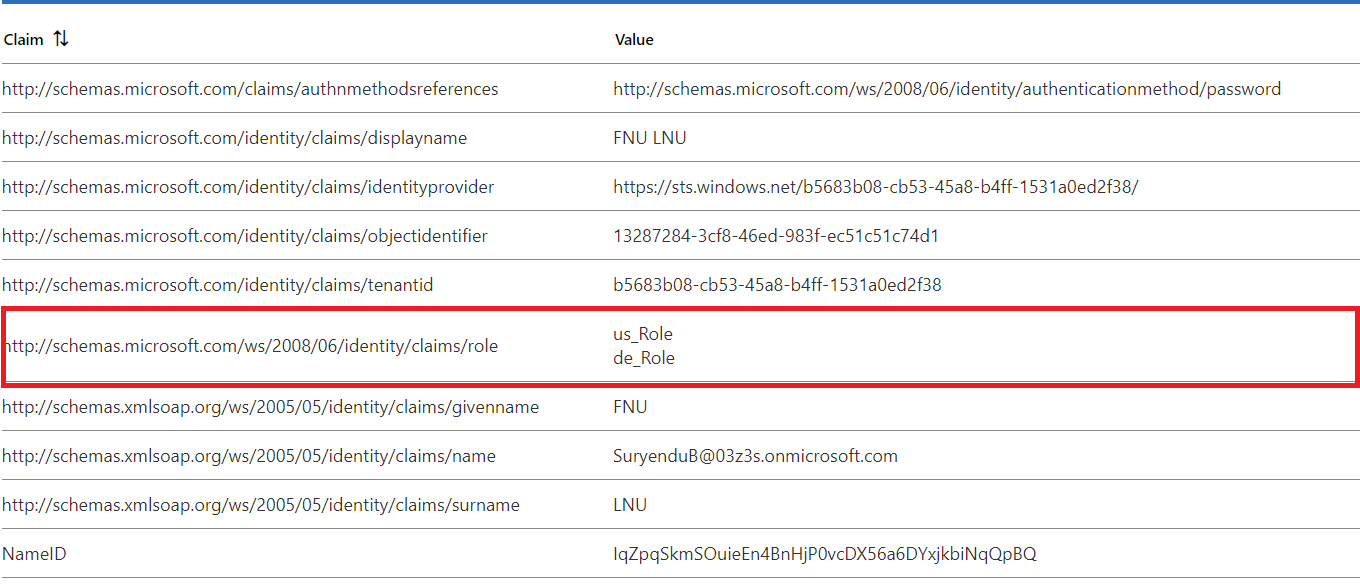 Claim Value
http://schemas.microsoft.com/claims/authnmethodsreferences http://schemas.microsoft.com/ws/2008/06/identity/authenticationmethod/password
http://schemas.microsoft.com/identity/claims/displayname FNU LNU
http://schemas.microsoft.com/identity/claims/identityprovider https://sts.windows.net/b5683b08-cb53-45a8-b4ff-1531a0ed2f38/
http://schemas.microsoft.com/identity/claims/objectidentifier 13287284-3cf8-46ed-983f-ec51c51c74d1
http://schemas.microsoft.com/identity/claims/tenantid b5683b08-cb53-45a8-b4ff-1531a0ed2f38
http://schemas.microsoft.com/ws/2008/06/identity/claims/role us_Role
de_Role
http://schemas.xmlsoap.org/ws/2005/05/identity/claims/givenname FNU
http://schemas.xmlsoap.org/ws/2005/05/identity/claims/name SuryenduB@03z3s.onmicrosoft.com
http://schemas.xmlsoap.org/ws/2005/05/identity/claims/surname LNU
NameID IqZpqSkmSOuieEn4BnHjP0vcDX56a6DYxjkbiNqQpBQ